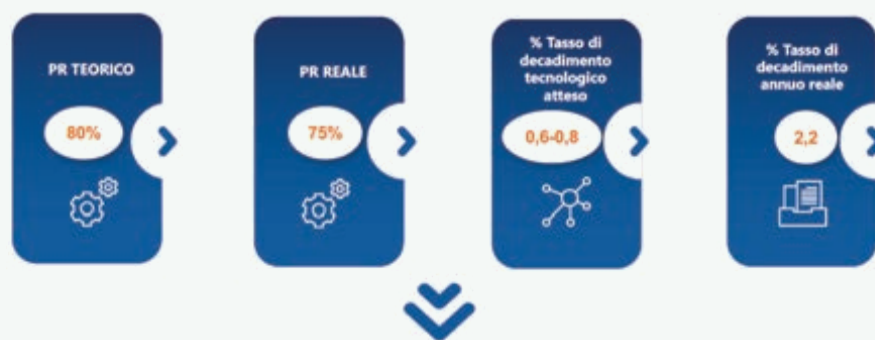 PR TEORICO
80%
PR REALE
75%
% Tasso di
decadimento
tecnologico
atteso
0,6-0,8
% Tasso di
decadimento
annuo reale
2,2